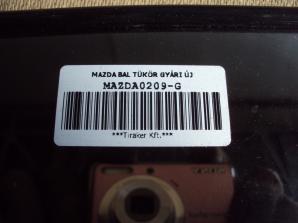 MAZDA BAL TÜKÖR GYÁRI ÚJ
MAZDA0209-G
***Tiraker Kft.***